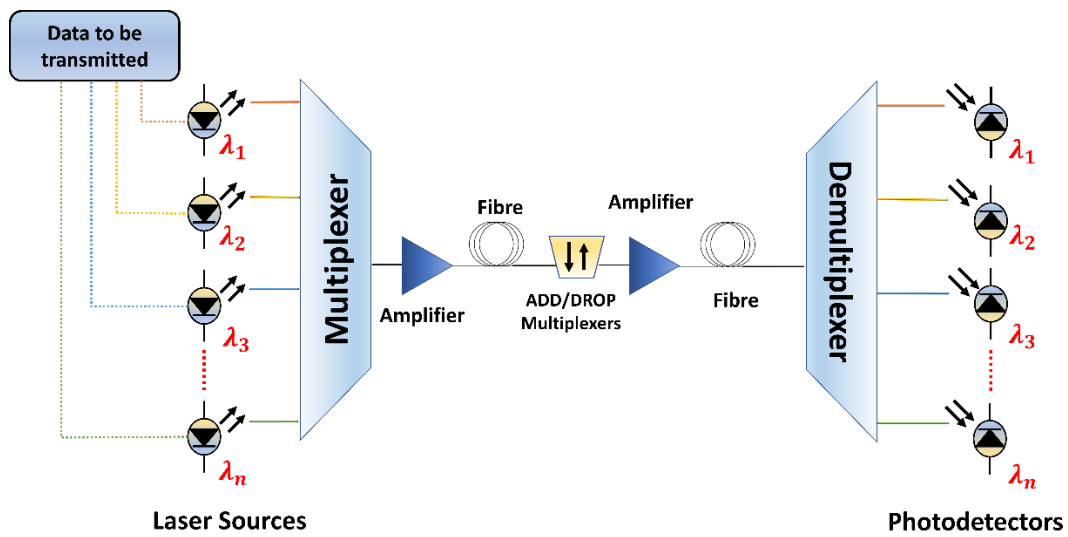 Data to be
transmitted
λ1
λ2
λ3
λn
Laser Sources
Multiplexer
Amplifier
Fibre
ADD/DROP
Multiplexers
Amplifier
Fibre
Demultiplexer
λ1
λ2
λ3
λn
Photodetectors